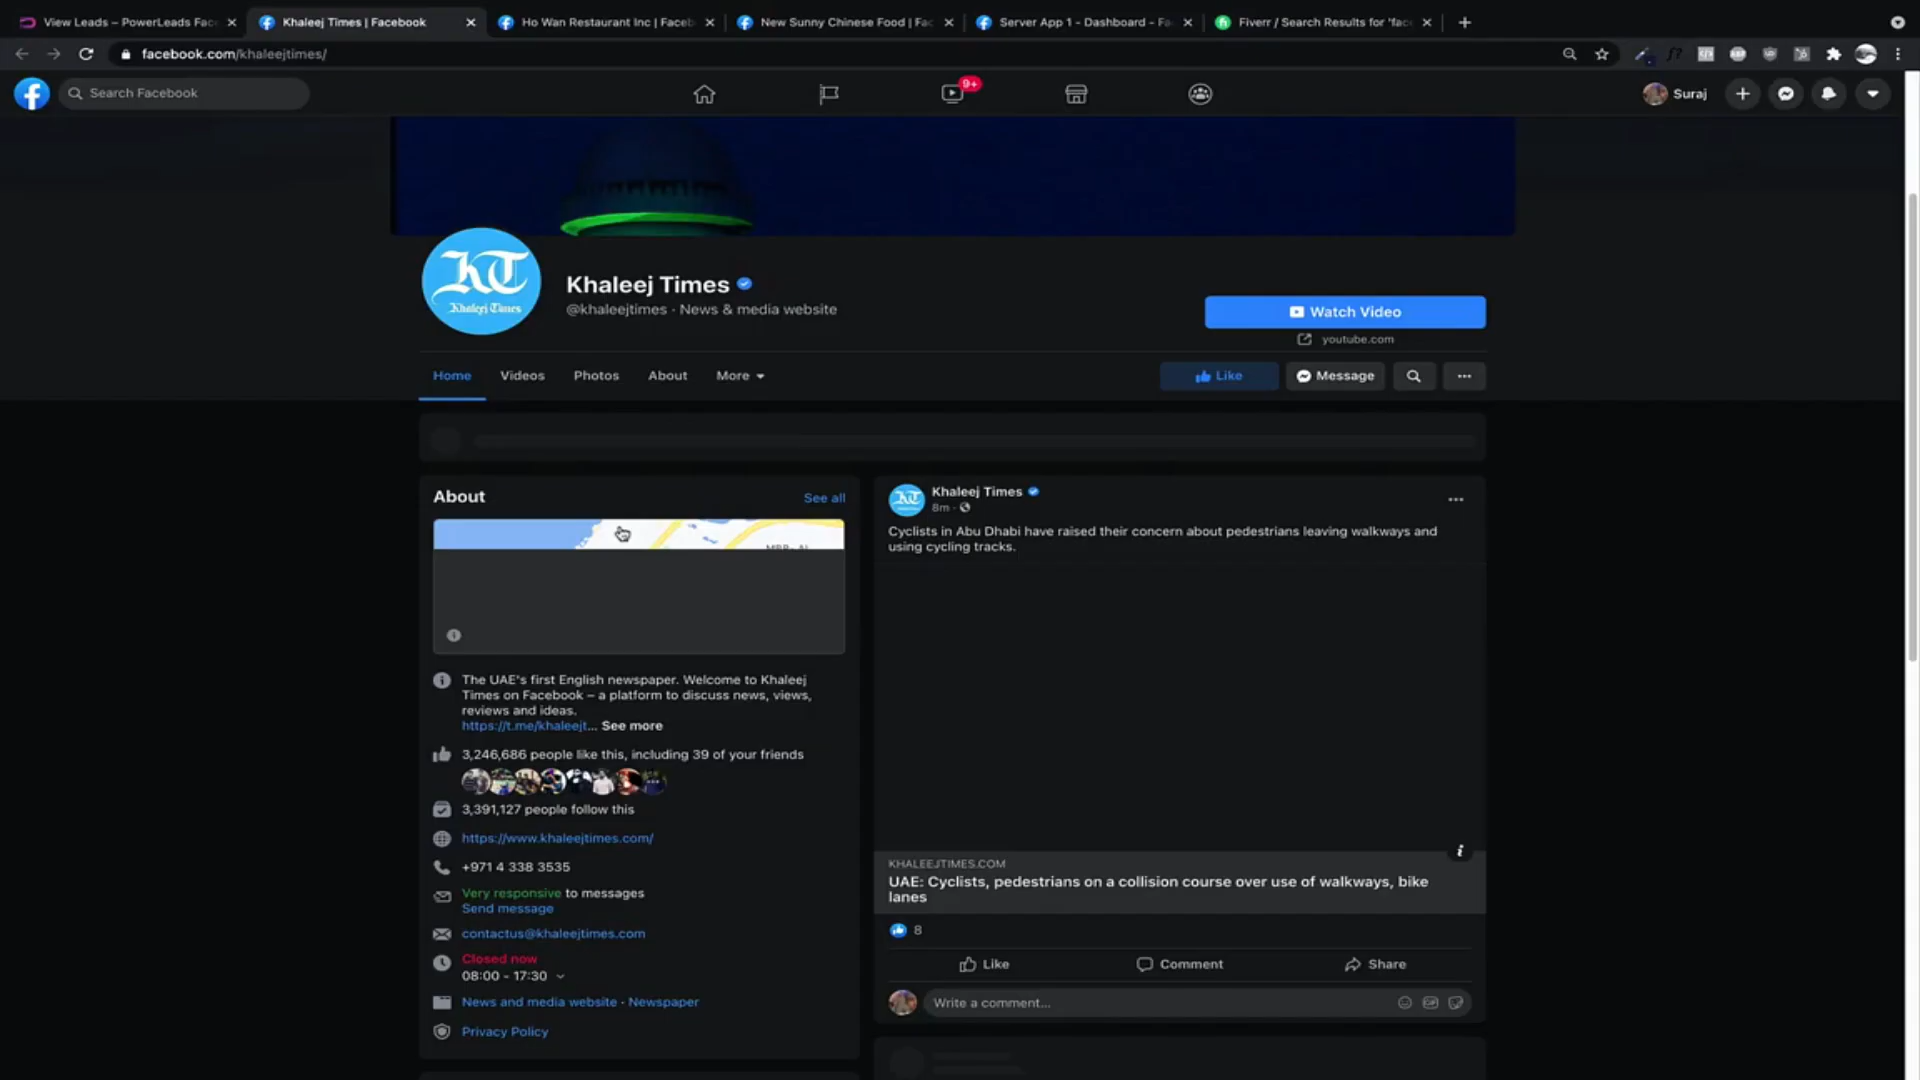 View Leads – PowerLeads Fac
Khaleej Times | Facebook
Ho Wan Restaurant Inc | Faceb
New Sunny Chinese Food | Fac
Server App 1 - Dashboard - Fa
Fiverr / Search Results for 'face
facebook.com/khaleejtimes/
Search Facebook
9+
Suraj
KT
Khaleej Times
Khaleej Times
@khaleejtimes · News & media website
Watch Video
youtube.com
Home
Videos
Photos
About
More
Like
Message
About
See all
The UAE's first English newspaper. Welcome to Khaleej
Times on Facebook – a platform to discuss news, views,
reviews and ideas.
https://t.me/khaleejt... See more
3,246,686 people like this, including 39 of your friends
3,391,127 people follow this
https://www.khaleejtimes.com/
+971 4 338 3535
Very responsive to messages
Send message
contactus@khaleejtimes.com
Closed now
08:00 - 17:30
News and media website · Newspaper
Privacy Policy
KT
Khaleej Times
8m ·
Cyclists in Abu Dhabi have raised their concern about pedestrians leaving walkways and
using cycling tracks.
KHALEEJTIMES.COM
UAE: Cyclists, pedestrians on a collision course over use of walkways, bike
lanes
8
Like
Comment
Share
Write a comment...